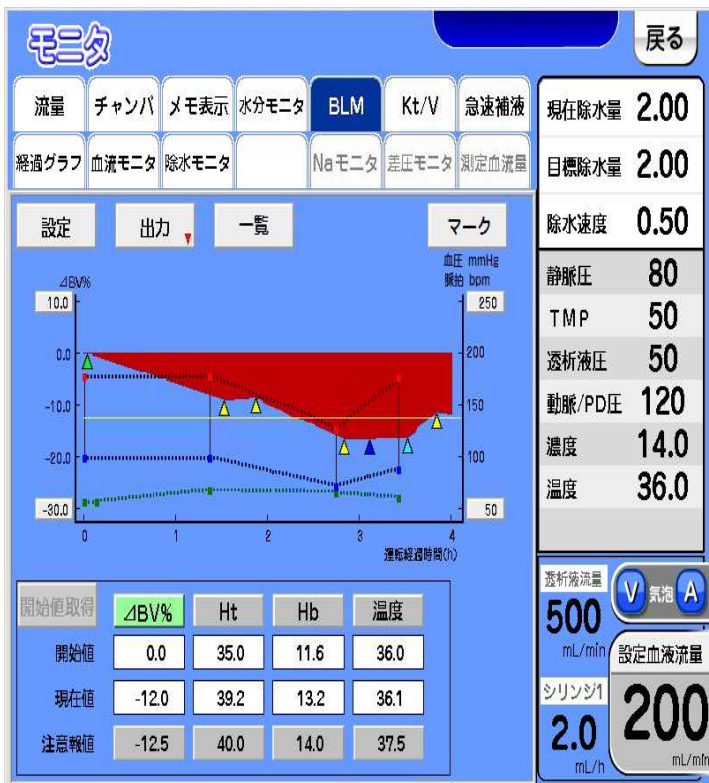 モニタ
戻る
流量 チャンバ メモ表示 水分モニタ BLM Kt/V 急速補液
経過グラフ 血流モニタ 除水モニタ Naモニタ 差圧モニタ 測定血流量
設定 出力 一覧 マーク
⊿BV%
血圧 mmHg
脈拍 bpm
10.0
0.0
-10.0
-20.0
-30.0
250
200
150
100
50
0 1 2 3 4
運転経過時間(h)
開始値取得 ⊿BV% Ht Hb 温度
開始値 0.0 35.0 11.6 36.0
現在値 -12.0 39.2 13.2 36.1
注意報値 -12.5 40.0 14.0 37.5
現在除水量 2.00
目標除水量 2.00
除水速度 0.50
静脈圧 80
TMP 50
透析液圧 50
動脈/PD圧 120
濃度 14.0
温度 36.0
透析液流量
500
mL/min
V 気泡 A
シリンジ1
2.0
mL/h
設定血液流量
200
mL/min